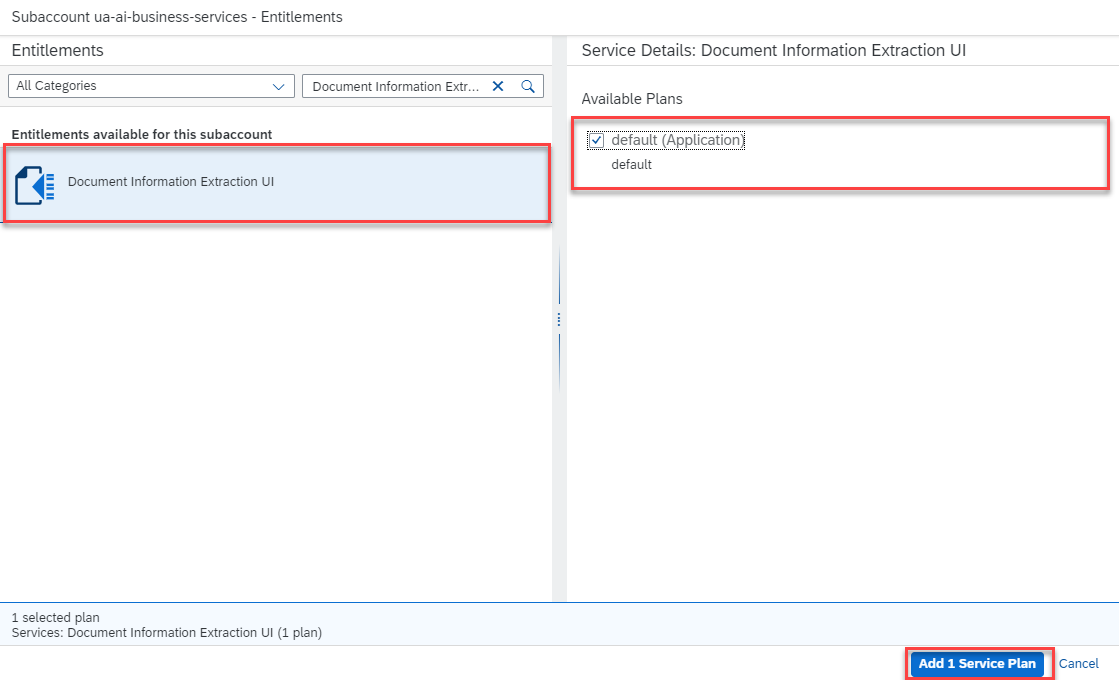 Subaccount ua-ai-business-services - Entitlements
Entitlements
All Categories
Document Information Extr...
Entitlements available for this subaccount
Document Information Extraction UI
Service Details: Document Information Extraction UI
Available Plans
default (Application)
default
1 selected plan
Services: Document Information Extraction UI (1 plan)
Add 1 Service Plan
Cancel